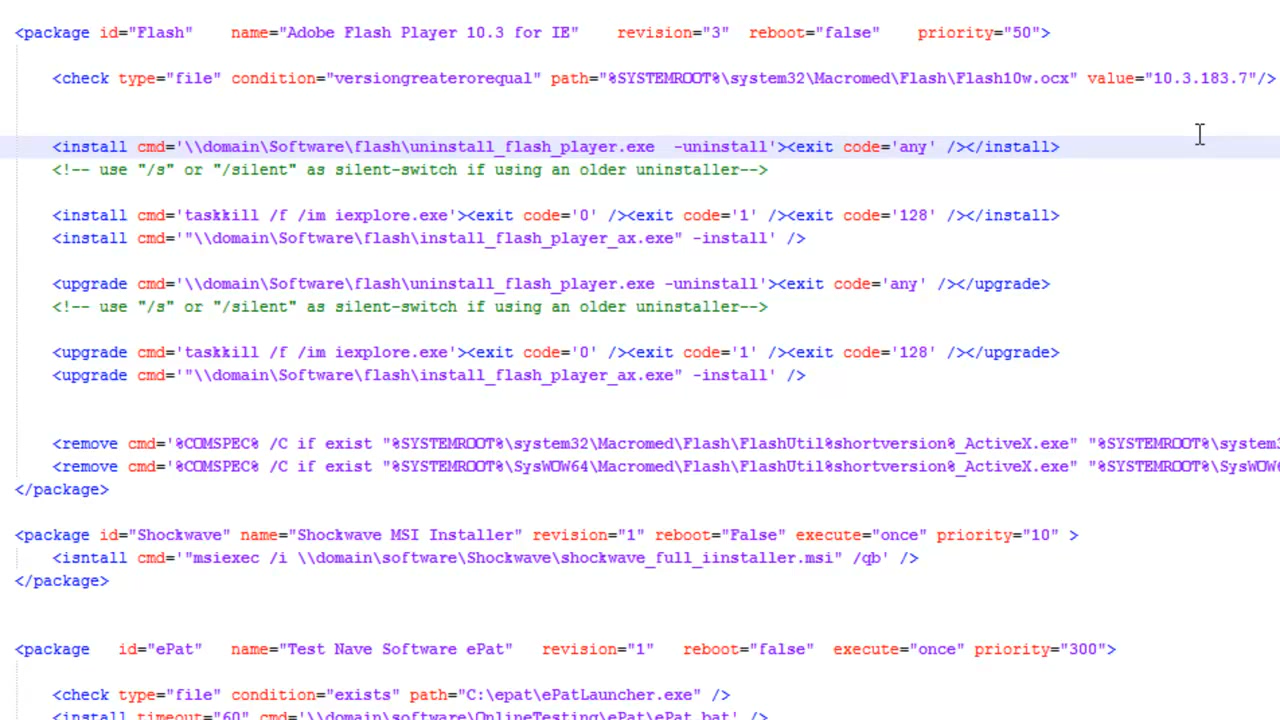 <package id="Flash" name="Adobe Flash Player 10.3 for IE" revision="3" reboot="false" priority="50">
<check type="file" condition="versiongreaterorequal" path="%SYSTEMROOT%\system32\Macromed\Flash\Flash10w.ocx" value="10.3.183.7"/>
<install cmd='\\domain\Software\flash\uninstall_flash_player.exe -uninstall'><exit code='any' /></install>
<!-- use "/s" or "/silent" as silent-switch if using an older uninstaller-->
<install cmd='taskkill /f /im iexplore.exe'><exit code='0' /><exit code='1' /><exit code='128' /></install>
<install cmd='"\\domain\Software\flash\install_flash_player_ax.exe" -install' />
<upgrade cmd='\\domain\Software\flash\uninstall_flash_player.exe -uninstall'><exit code='any' /></upgrade>
<!-- use "/s" or "/silent" as silent-switch if using an older uninstaller-->
<upgrade cmd='taskkill /f /im iexplore.exe'><exit code='0' /><exit code='1' /><exit code='128' /></upgrade>
<upgrade cmd='"\\domain\Software\flash\install_flash_player_ax.exe" -install' />
<remove cmd='%COMSPEC% /C if exist "%SYSTEMROOT%\system32\Macromed\Flash\FlashUtil%shortversion%_ActiveX.exe" "%SYSTEMROOT%\system3
<remove cmd='%COMSPEC% /C if exist "%SYSTEMROOT%\SysWOW64\Macromed\Flash\FlashUtil%shortversion%_ActiveX.exe" "%SYSTEMROOT%\SysWOW6
</package>
<package id="Shockwave" name="Shockwave MSI Installer" revision="1" reboot="False" execute="once" priority="10" >
<isntall cmd='"msiexec /i \\domain\software\Shockwave\shockwave_full_iinstaller.msi" /qb' />
</package>
<package id="ePat" name="Test Nave Software ePat" revision="1" reboot="false" execute="once" priority="300">
<check type="file" condition="exists" path="C:\epat\ePatLauncher.exe" />
<install timeout="60" cmd='\\domain\software\OnlineTesting\ePat\ePat.bat' />